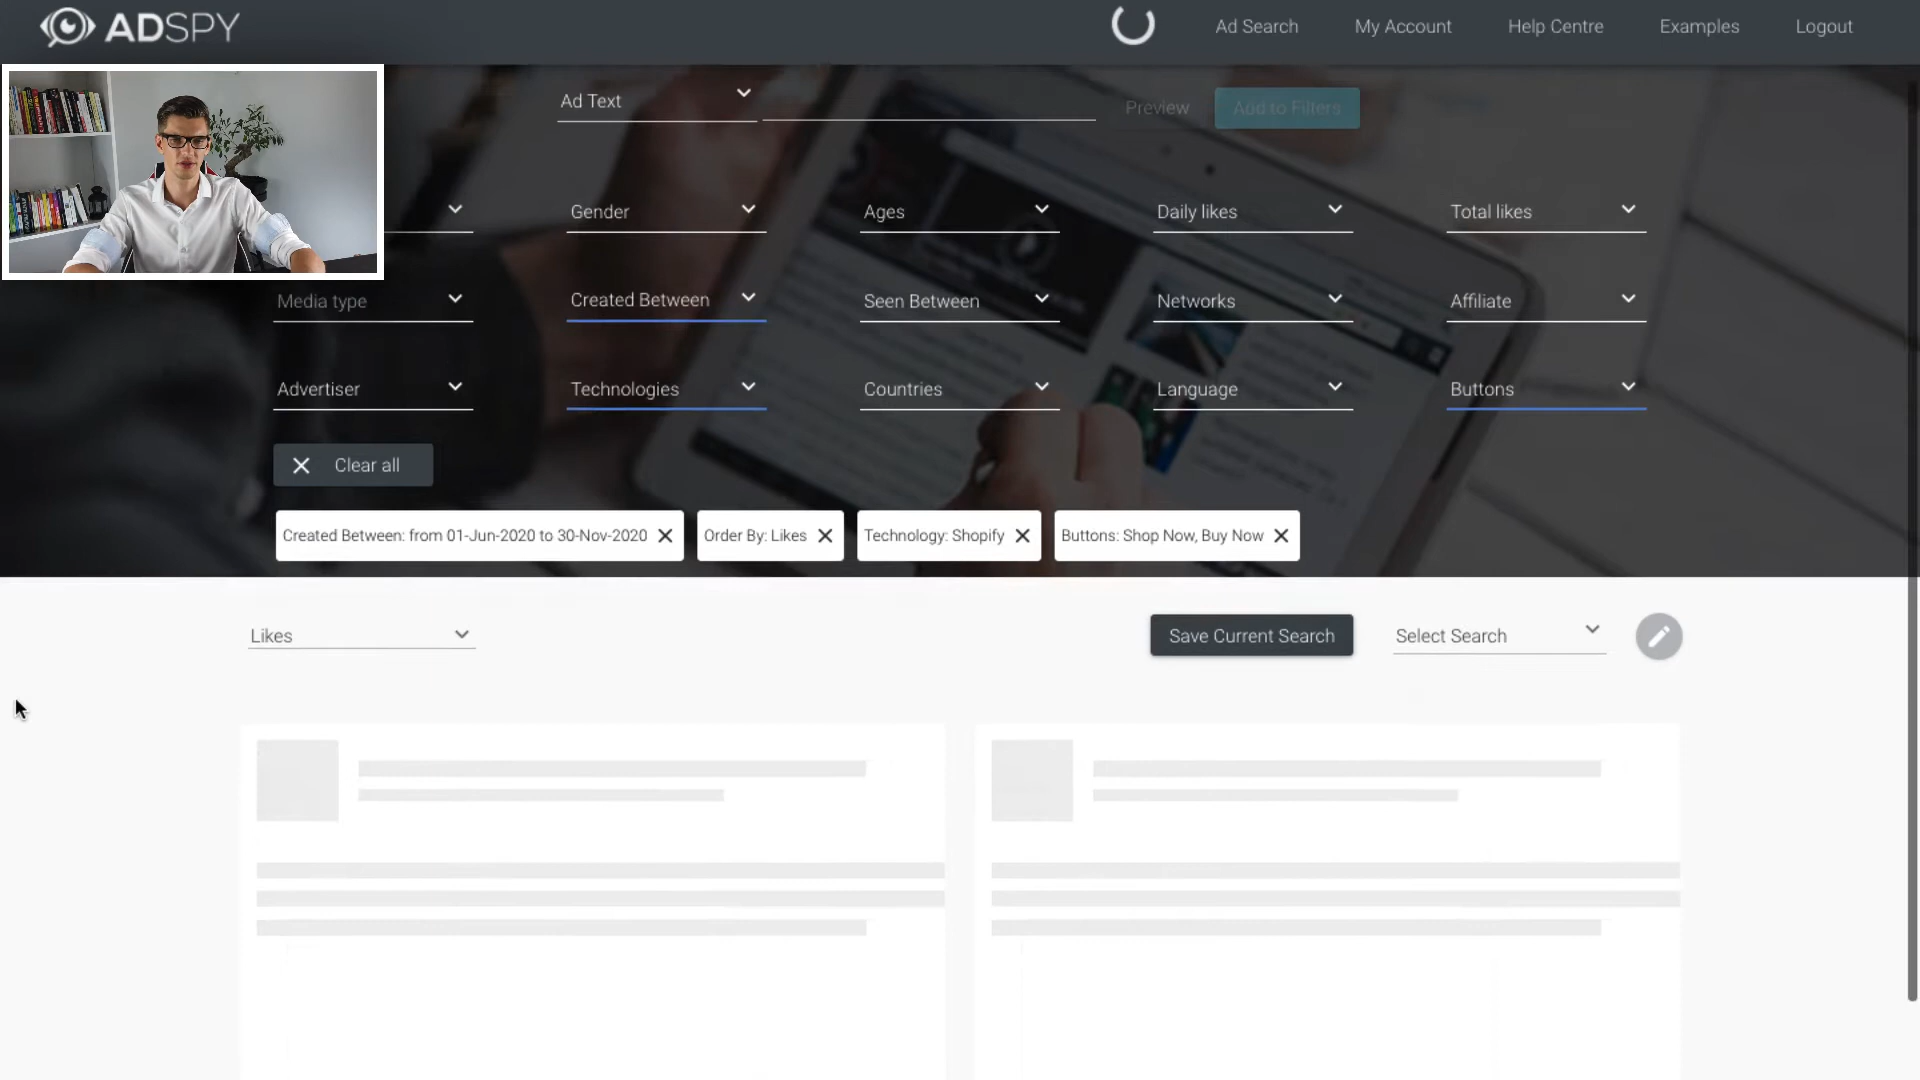 ADSPY
Ad Search
My Account
Help Centre
Examples
Logout
Ad Text
Preview
Add to Filters
Gender
Ages
Daily likes
Total likes
Media type
Created Between
Seen Between
Networks
Affiliate
Advertiser
Technologies
Countries
Language
Buttons
Clear all
Created Between: from 01-Jun-2020 to 30-Nov-2020
Order By: Likes
Technology: Shopify
Buttons: Shop Now, Buy Now
Likes
Save Current Search
Select Search